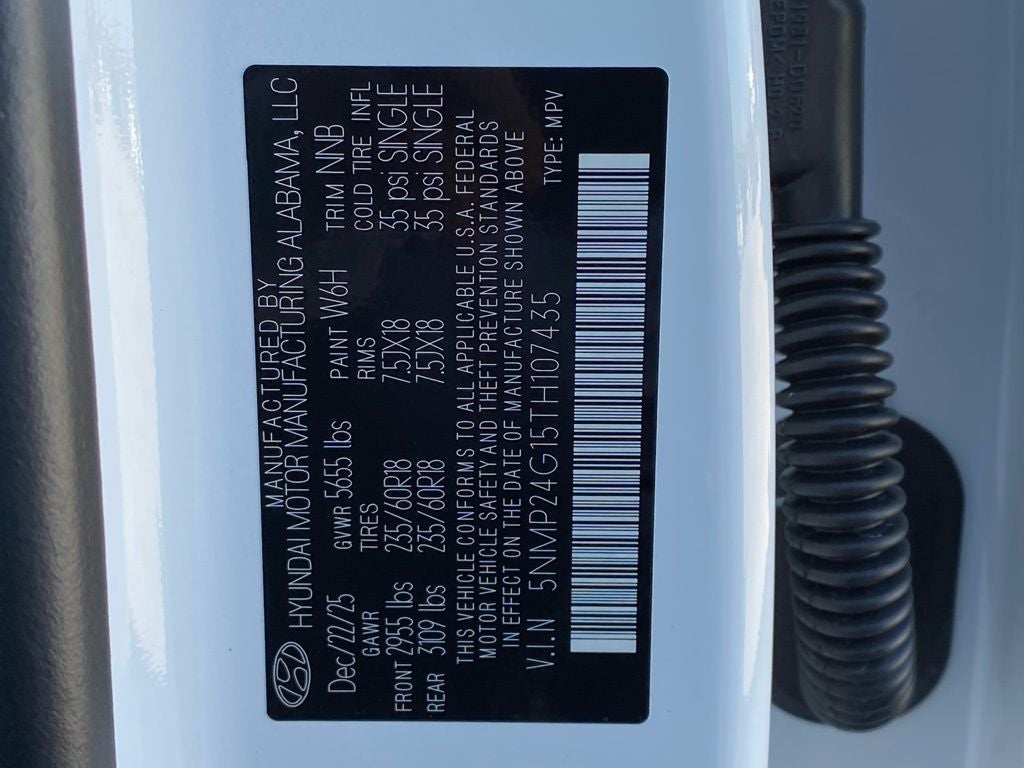 MANUFACTURED BY
HYUNDAI MOTOR MANUFACTURING ALABAMA, LLC
Dec/22/25 GVWR 5655 lbs PAINT W6H TRIM NNB
GAWR TIRES RIMS COLD TIRE INFL
FRONT 2955 lbs 235/60R18 7.5JX18 35 psi SINGLE
REAR 3109 lbs 235/60R18 7.5JX18 35 psi SINGLE
THIS VEHICLE CONFORMS TO ALL APPLICABLE U.S.A. FEDERAL
MOTOR VEHICLE SAFETY AND THEFT PREVENTION STANDARDS
IN EFFECT ON THE DATE OF MANUFACTURE SHOWN ABOVE
V.I.N 5NMP24G15TH107435 TYPE: MPV